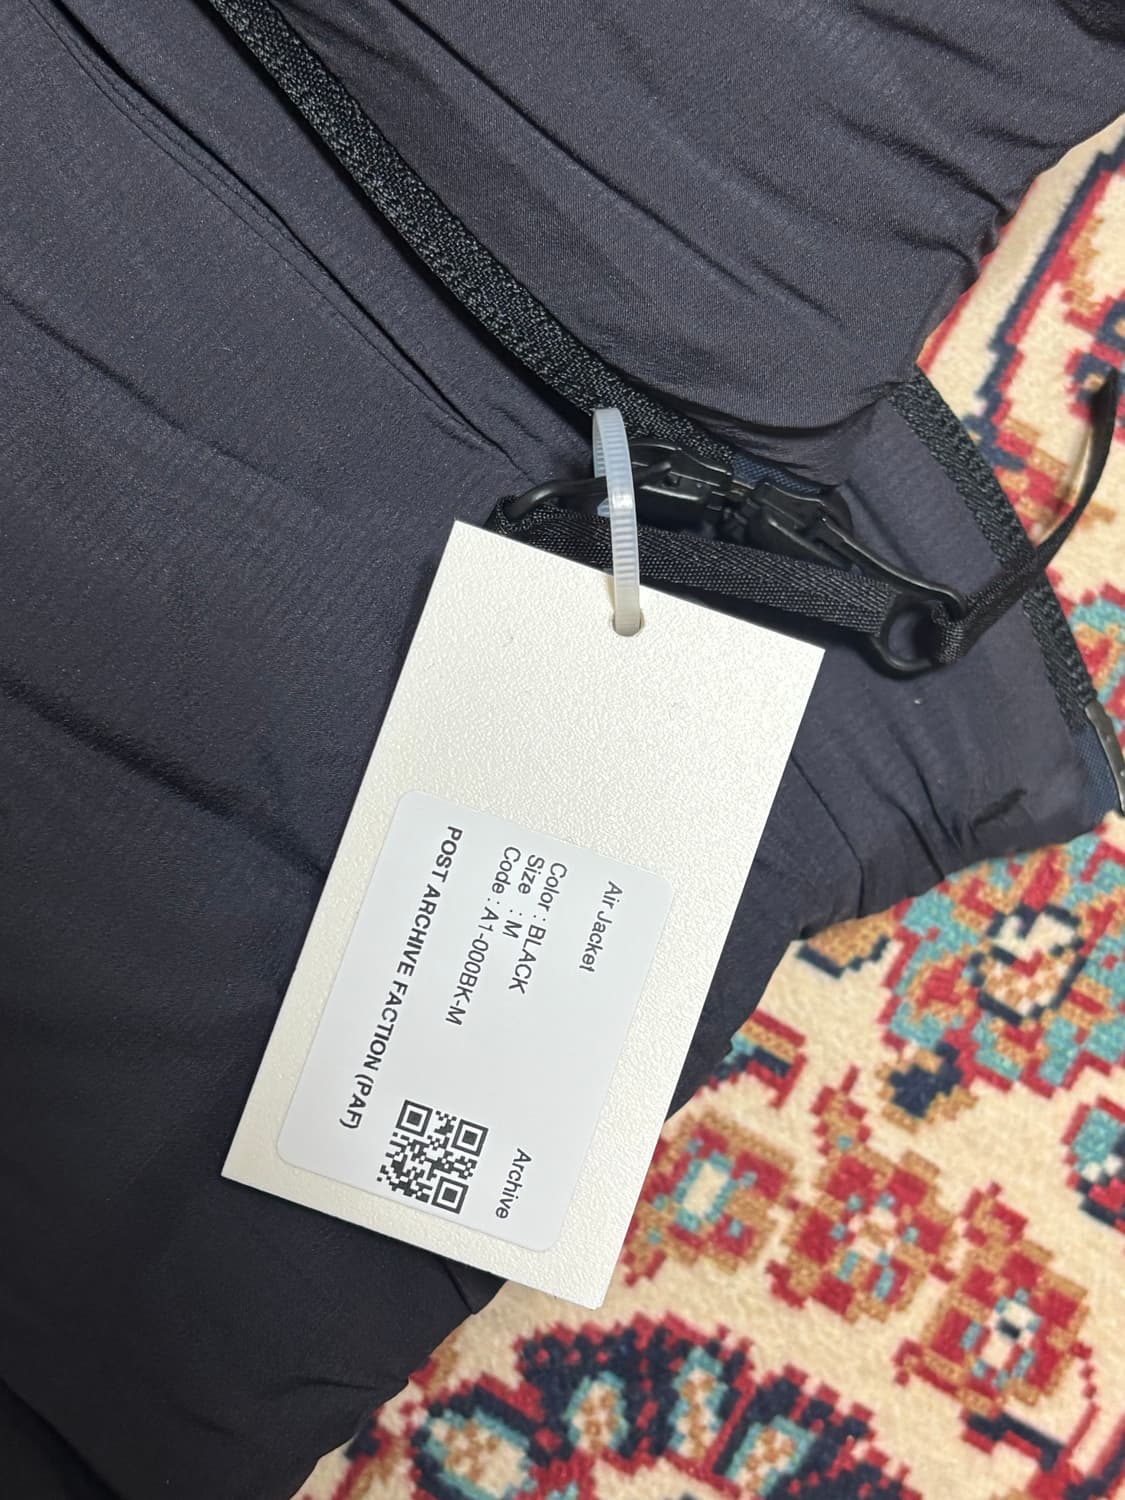 Air Jacket
Archive
Color : BLACK
Size : M
Code : A1-000BK-M
POST ARCHIVE FACTION (PAF)